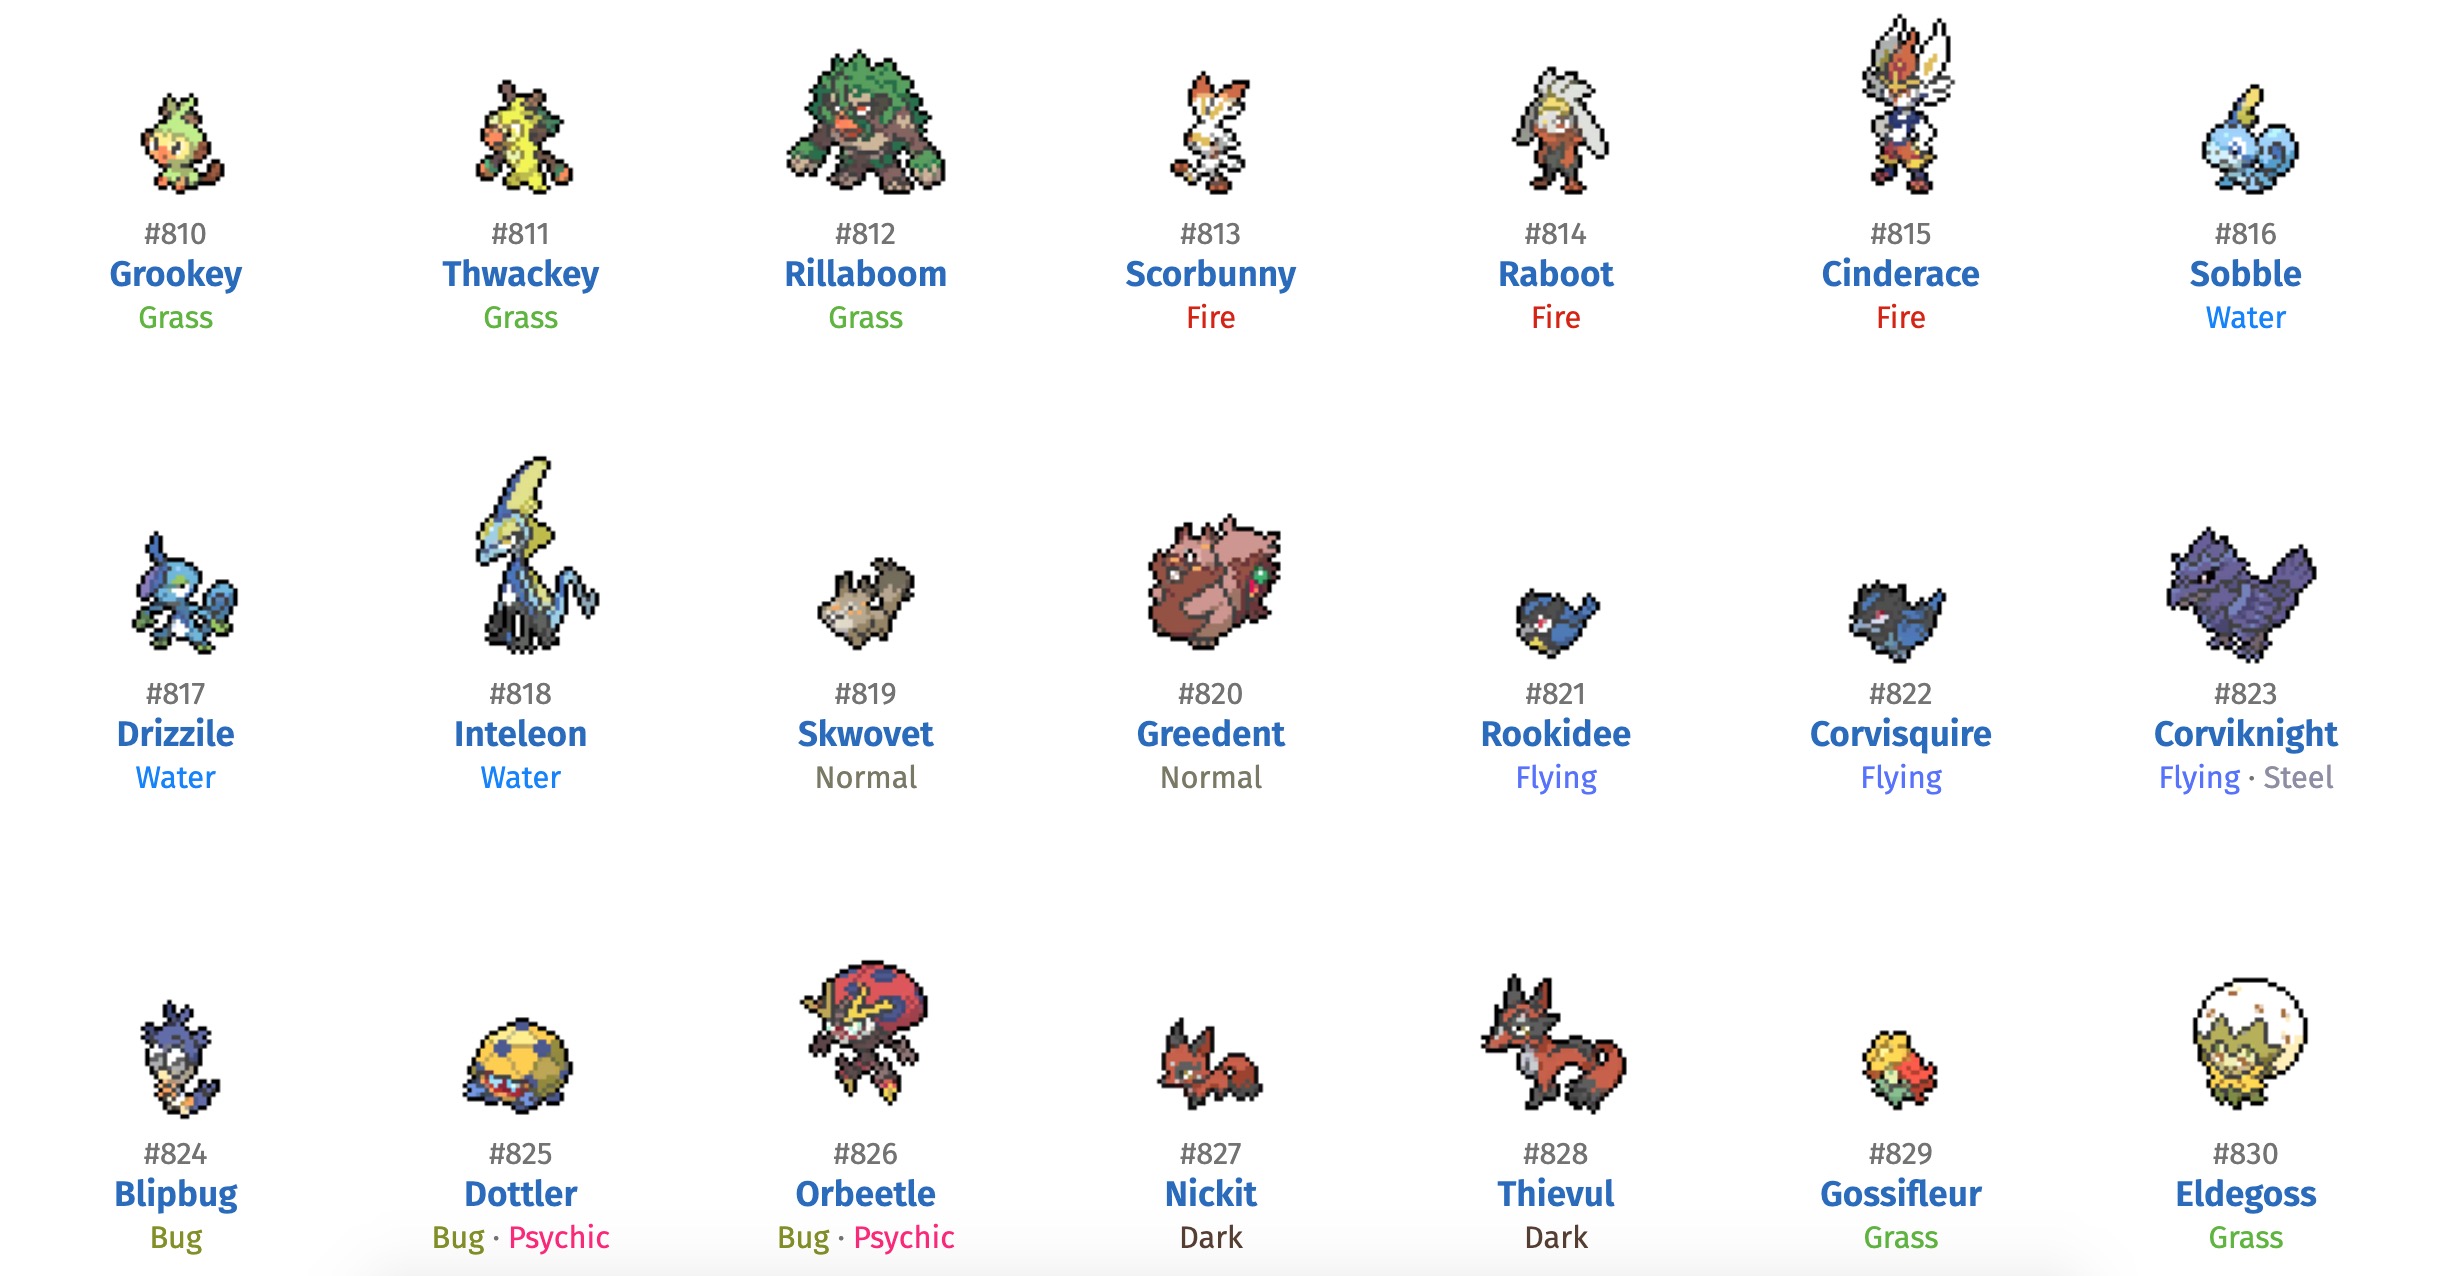 #810 #811 #812 #813 #814 #815 #816
Grookey Thwackey Rillaboom Scorbunny Raboot Cinderace Sobble
Grass Grass Grass Fire Fire Fire Water
#817 #818 #819 #820 #821 #822 #823
Drizzile Inteleon Skwovet Greedent Rookidee Corvisquire Corviknight
Water Water Normal Normal Flying Flying Flying · Steel
#824 #825 #826 #827 #828 #829 #830
Blipbug Dottler Orbeetle Nickit Thievul Gossifleur Eldegoss
Bug Bug · Psychic Bug · Psychic Dark Dark Grass Grass